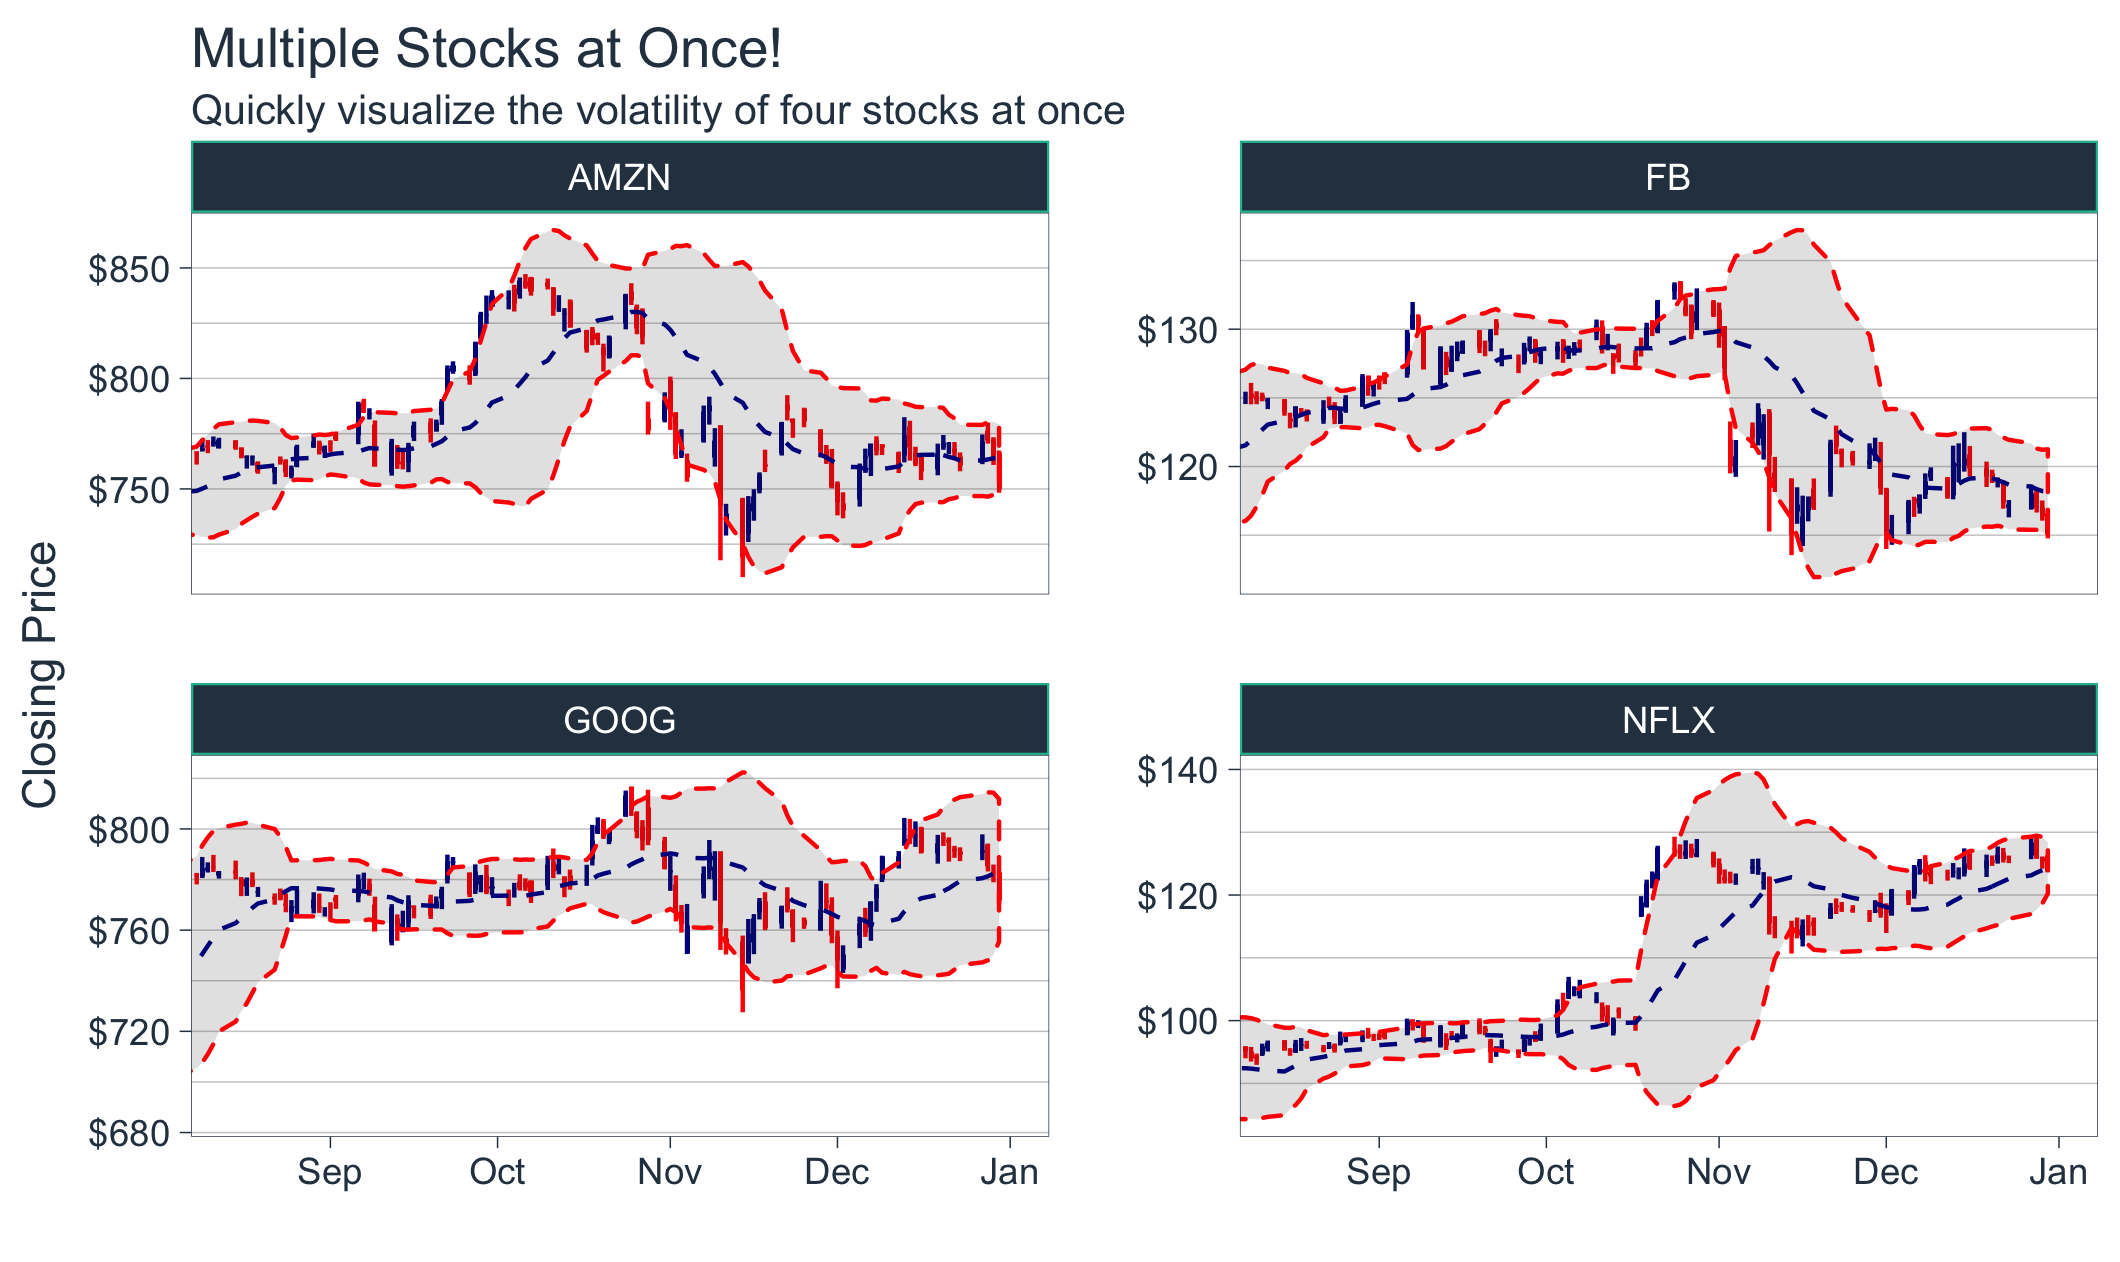 Multiple Stocks at Once!
Quickly visualize the volatility of four stocks at once
AMZN
FB
$850
$800
$750
$130
$120
Closing Price
GOOG
NFLX
$800
$760
$720
$680
$140
$120
$100
Sep Oct Nov Dec Jan
Sep Oct Nov Dec Jan